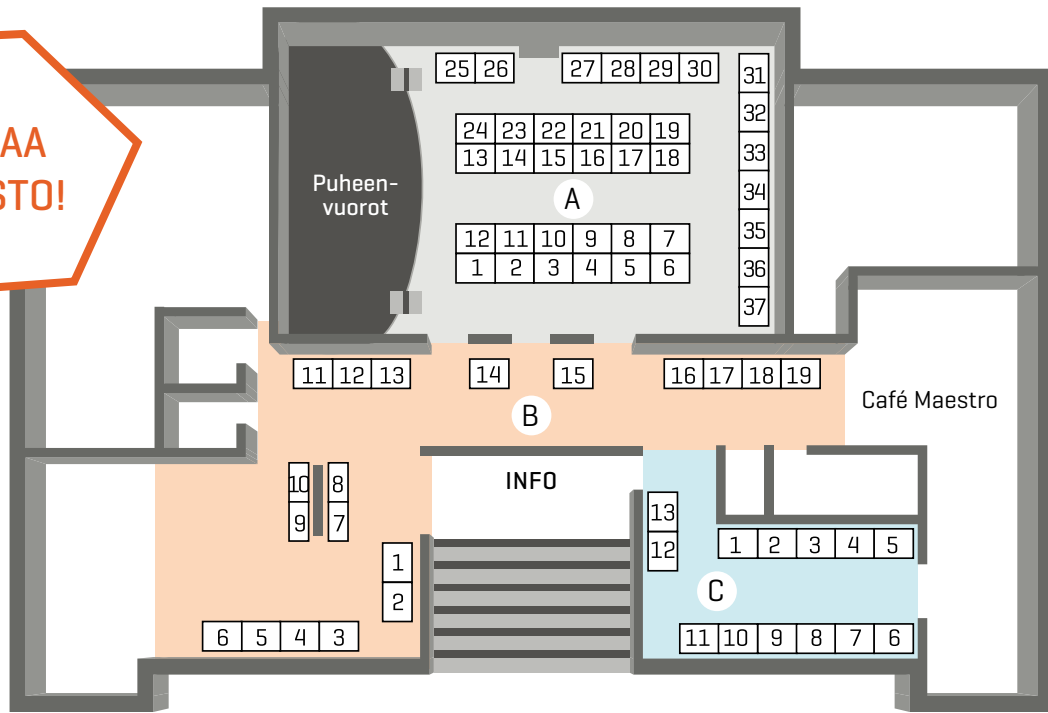 AA
STO!
Puheen-
vuorot
25 26 27 28 29 30
31
32
33
34
35
36
37
24 23 22 21 20 19
13 14 15 16 17 18
A
12 11 10 9 8 7
1 2 3 4 5 6
11 12 13 14 15 16 17 18 19
B
Café Maestro
INFO
10 8
9 7
1
2
6 5 4 3
13
12
1 2 3 4 5
C
11 10 9 8 7 6